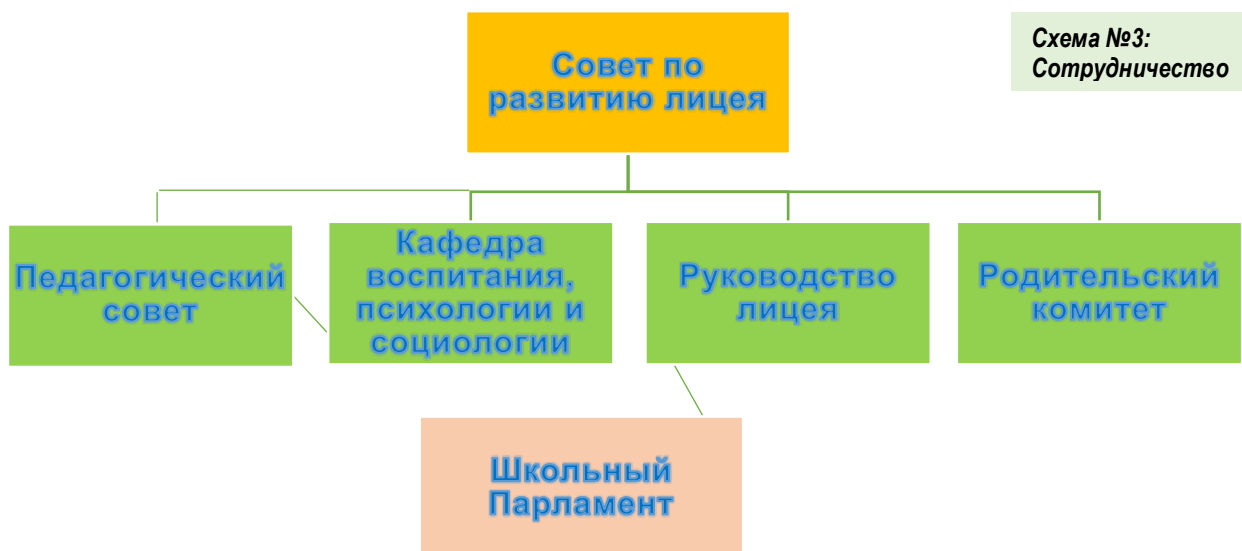 Схема №3:
Сотрудничество
Совет по
развитию лицея
Педагогический
совет
Кафедра
воспитания,
психологии и
социологии
Руководство
лицея
Родительский
комитет
Школьный
Парламент